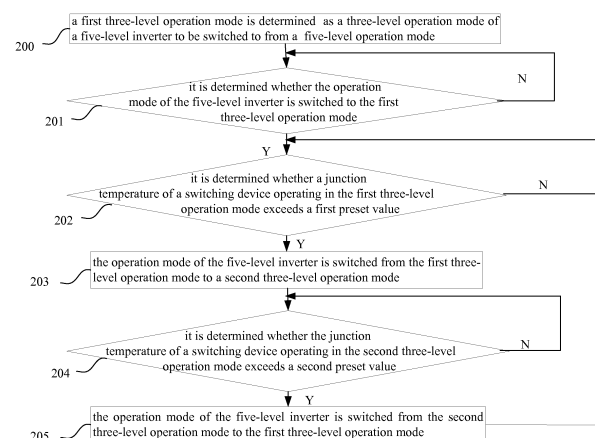 a first three-level operation mode is determined as a three-level operation mode of
a five-level inverter to be switched to from a five-level operation mode
200
it is determined whether the operation
mode of the five-level inverter is switched to the first
three-level operation mode
N
201
Y
it is determined whether a junction
temperature of a switching device operating in the first three-level
operation mode exceeds a first preset value
N
202
Y
the operation mode of the five-level inverter is switched from the first three-
level operation mode to a second three-level operation mode
203
it is determined whether the junction
temperature of a switching device operating in the second three-level
operation mode exceeds a second preset value
N
204
Y
the operation mode of the five-level inverter is switched from the second
three-level operation mode to the first three-level operation mode
205